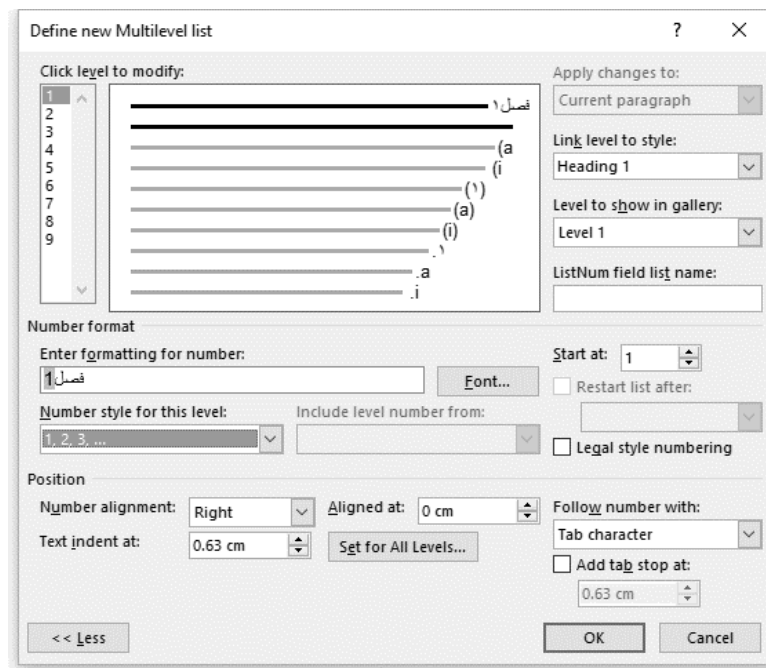 Define new Multilevel list
?
Click level to modify:
1
2
3
4
5
6
7
8
9
فصل۱
(a
(i
(۱)
(a)
(i)
.۱
.a
.i
Apply changes to:
Current paragraph
Link level to style:
Heading 1
Level to show in gallery:
Level 1
ListNum field list name:
Number format
Enter formatting for number:
فصل1
Font...
Number style for this level:
1, 2, 3, ...
Include level number from:
Start at: 1
Restart list after:
Legal style numbering
Position
Number alignment: Right
Aligned at: 0 cm
Text indent at: 0.63 cm
Set for All Levels...
Follow number with:
Tab character
Add tab stop at:
0.63 cm
<< Less
OK
Cancel